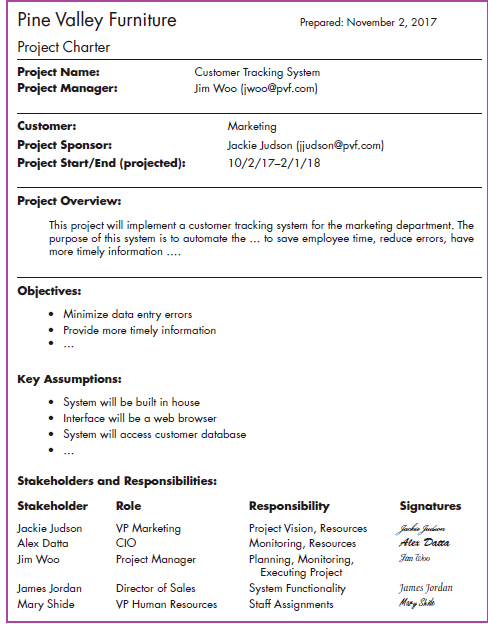 Pine Valley Furniture Prepared: November 2, 2017
Project Charter
Project Name: Customer Tracking System
Project Manager: Jim Woo (jwoo@pvf.com)
Customer: Marketing
Project Sponsor: Jackie Judson (jjudson@pvf.com)
Project Start/End (projected): 10/2/17–2/1/18
Project Overview:
This project will implement a customer tracking system for the marketing department. The
purpose of this system is to automate the ... to save employee time, reduce errors, have
more timely information ....
Objectives:
• Minimize data entry errors
• Provide more timely information
• ...
Key Assumptions:
• System will be built in house
• Interface will be a web browser
• System will access customer database
• ...
Stakeholders and Responsibilities:
Stakeholder Role Responsibility Signatures
Jackie Judson VP Marketing Project Vision, Resources Jackie Judson
Alex Datta CIO Monitoring, Resources Alex Datta
Jim Woo Project Manager Planning, Monitoring, Jim Woo
Executing Project
James Jordan Director of Sales System Functionality James Jordan
Mary Shide VP Human Resources Staff Assignments Mary Shide